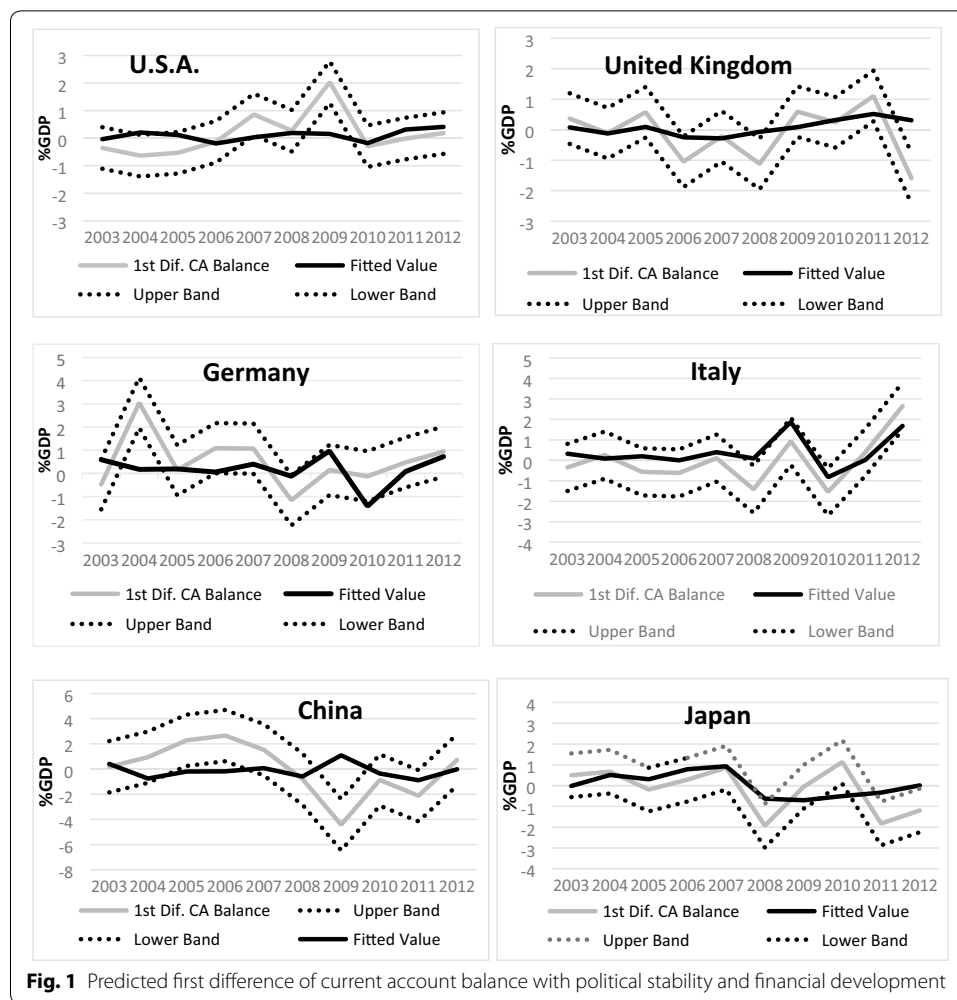 U.S.A.
3
2
1
0
-1
-2
-3
%GDP
2003 2004 2005 2006 2007 2008 2009 2010 2011 2012
1st Dif. CA Balance Fitted Value
Upper Band Lower Band
United Kingdom
3
2
1
0
-1
-2
-3
%GDP
2003 2004 2005 2006 2007 2008 2009 2010 2011 2012
1st Dif. CA Balance Fitted Value
Upper Band Lower Band
Germany
5
4
3
2
1
0
-1
-2
-3
%GDP
2003 2004 2005 2006 2007 2008 2009 2010 2011 2012
1st Dif. CA Balance Fitted Value
Upper Band Lower Band
Italy
5
4
3
2
1
0
-1
-2
-3
-4
%GDP
2003 2004 2005 2006 2007 2008 2009 2010 2011 2012
1st Dif. CA Balance Fitted Value
Upper Band Lower Band
China
6
4
2
0
-2
-4
-6
-8
%GDP
2003 2004 2005 2006 2007 2008 2009 2010 2011 2012
1st Dif. CA Balance Upper Band
Lower Band Fitted Value
Japan
4
3
2
1
0
-1
-2
-3
-4
%GDP
2003 2004 2005 2006 2007 2008 2009 2010 2011 2012
1st Dif. CA Balance Fitted Value
Upper Band Lower Band
Fig. 1 Predicted first difference of current account balance with political stability and financial development